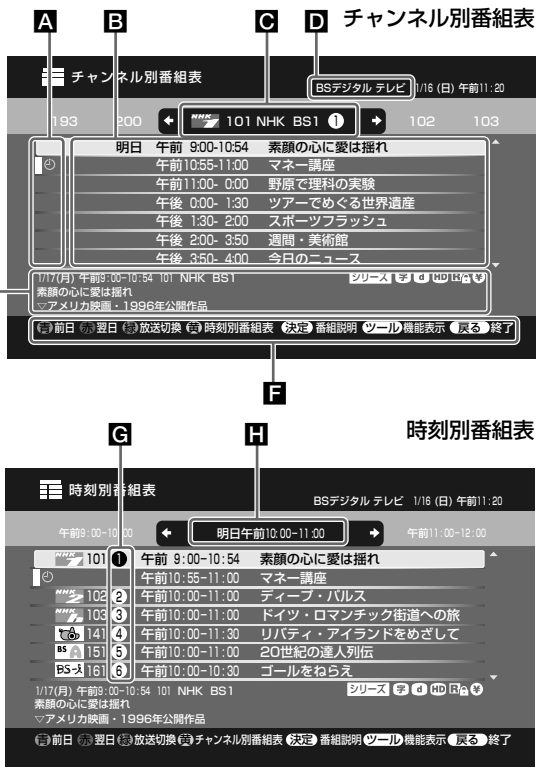 A B C D チャンネル別番組表
チャンネル別番組表
BSデジタル テレビ 1/16 (日) 午前11:20
193 200 NHK 7 101 NHK BS1 1 102 103
明日 午前 9:00-10:54 素顔の心に愛は揺れ
午前10:55-11:00 マネー講座
午前11:00- 0:00 野原で理科の実験
午後 0:00- 1:30 ツアーでめぐる世界遺産
午後 1:30- 2:00 スポーツフラッシュ
午後 2:00- 3:50 週間・美術館
午後 3:50- 4:00 今日のニュース
1/17(月) 午前9:00-10:54 101 NHK BS1 シリーズ 字 d HD R ¥
素顔の心に愛は揺れ
▽アメリカ映画・1996年公開作品
青 前日 赤 翌日 緑 放送切換 黄 時刻別番組表 決定 番組説明 ツール 機能表示 戻る 終了
F
G H 時刻別番組表
時刻別番組表
BSデジタル テレビ 1/16 (日) 午前11:20
午前9:00-10:00 明日午前10:00-11:00 午前11:00-12:00
NHK 101 1 午前 9:00-10:54 素顔の心に愛は揺れ
午前10:55-11:00 マネー講座
NHK 2 102 2 午前10:00-11:00 ディープ・パルス
NHK 103 3 午前10:00-11:00 ドイツ・ロマンチック街道への旅
141 4 午前10:00-11:30 リバティ・アイランドをめざして
BS A 151 5 午前10:00-11:00 20世紀の達人列伝
BS-i 161 6 午前10:00-10:30 ゴールをねらえ
1/17(月) 午前9:00-10:54 101 NHK BS1 シリーズ 字 d HD R ¥
素顔の心に愛は揺れ
▽アメリカ映画・1996年公開作品
青 前日 赤 翌日 緑 放送切換 黄 チャンネル別番組表 決定 番組説明 ツール 機能表示 戻る 終了